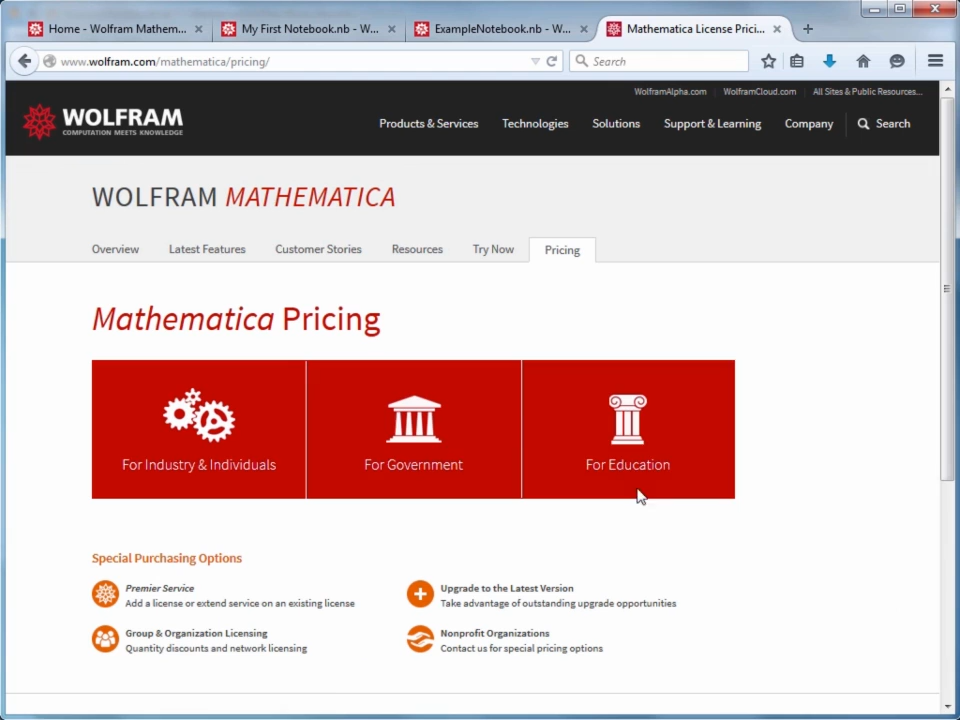 Home - Wolfram Mathem...
My First Notebook.nb - W...
ExampleNotebook.nb - W...
Mathematica License Prici...
www.wolfram.com/mathematica/pricing/
Search
WolframAlpha.com
WolframCloud.com
All Sites & Public Resources...
WOLFRAM
COMPUTATION MEETS KNOWLEDGE
Products & Services
Technologies
Solutions
Support & Learning
Company
Search
WOLFRAM MATHEMATICA
Overview
Latest Features
Customer Stories
Resources
Try Now
Pricing
Mathematica Pricing
For Industry & Individuals
For Government
For Education
Special Purchasing Options
Premier Service
Add a license or extend service on an existing license
Upgrade to the Latest Version
Take advantage of outstanding upgrade opportunities
Group & Organization Licensing
Quantity discounts and network licensing
Nonprofit Organizations
Contact us for special pricing options